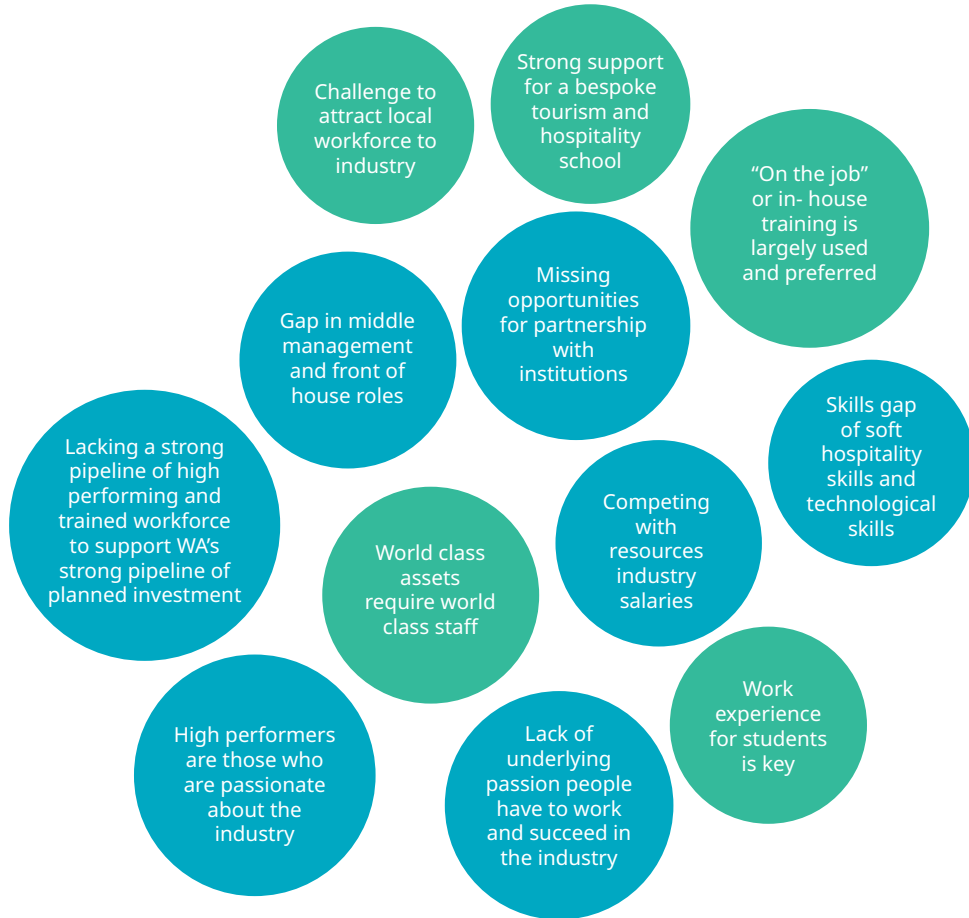 Challenge to
attract local
workforce to
industry
Strong support
for a bespoke
tourism and
hospitality
school
“On the job”
or in- house
training is
largely used
and preferred
Gap in middle
management
and front of
house roles
Missing
opportunities
for partnership
with
institutions
Skills gap
of soft
hospitality
skills and
technological
skills
Lacking a strong
pipeline of high
performing and
trained workforce
to support WA’s
strong pipeline of
planned investment
World class
assets
require world
class staff
Competing
with
resources
industry
salaries
Work
experience
for students
is key
High performers
are those who
are passionate
about the
industry
Lack of
underlying
passion people
have to work
and succeed in
the industry